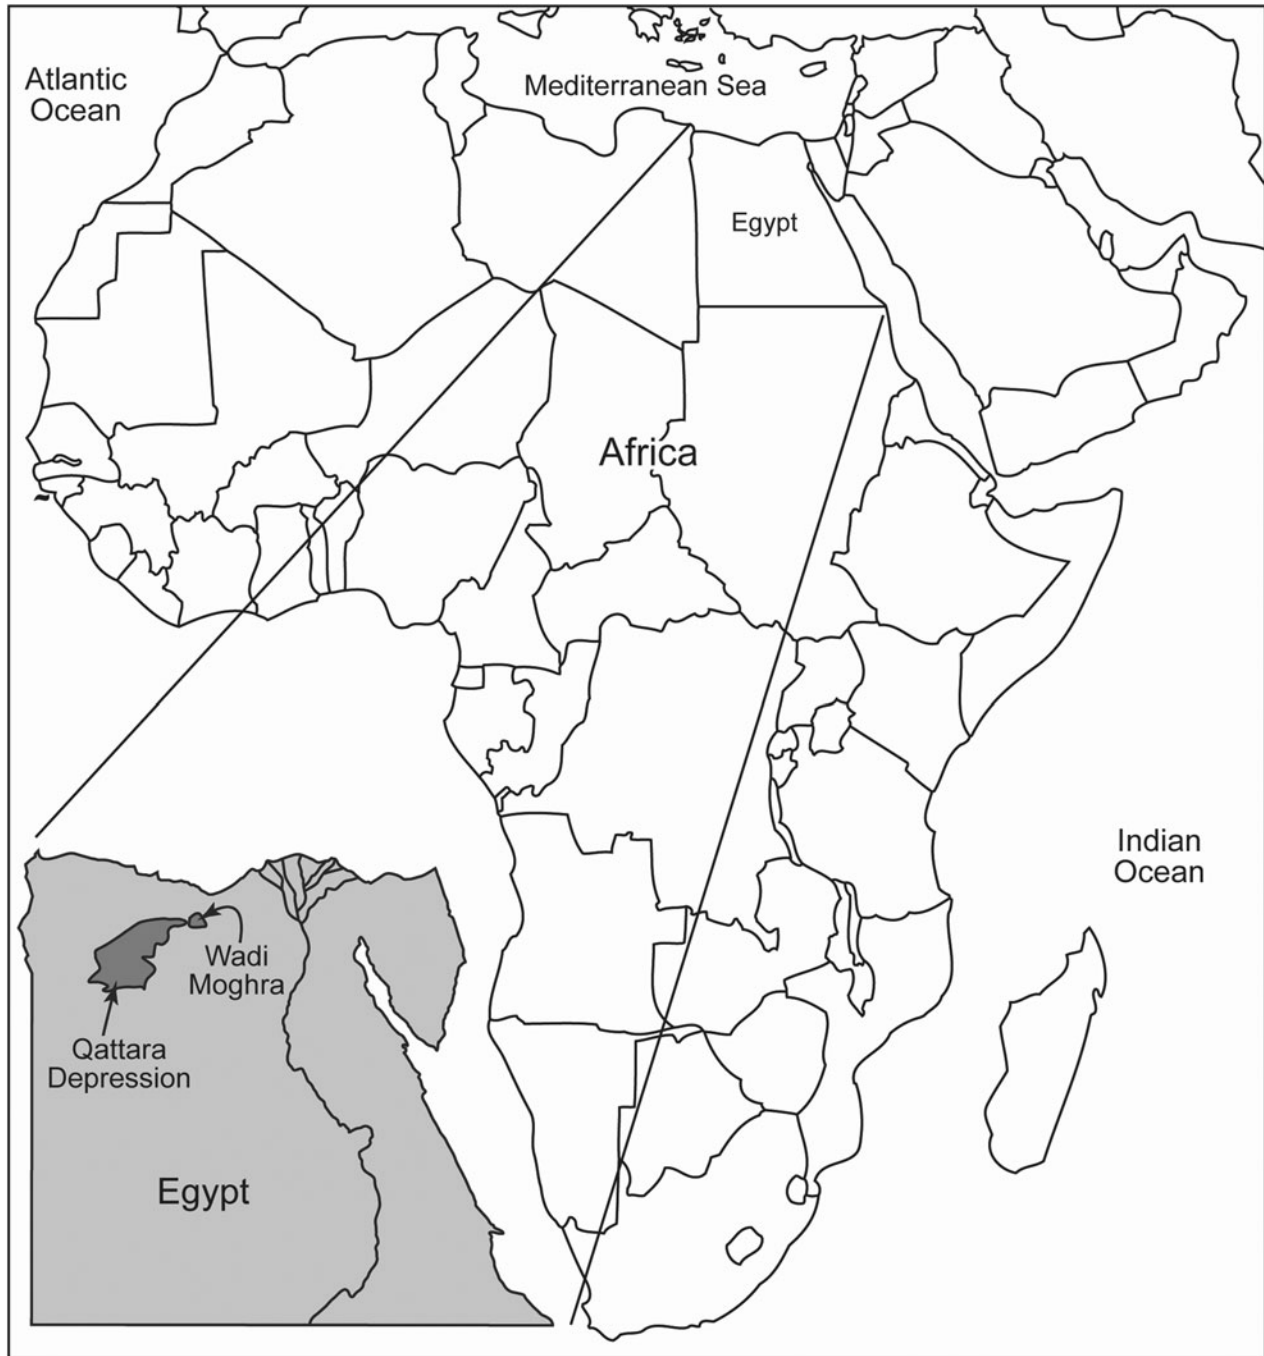 Atlantic
Ocean
Mediterranean Sea
Egypt
Africa
Indian
Ocean
Wadi
Moghra
Qattara
Depression
Egypt